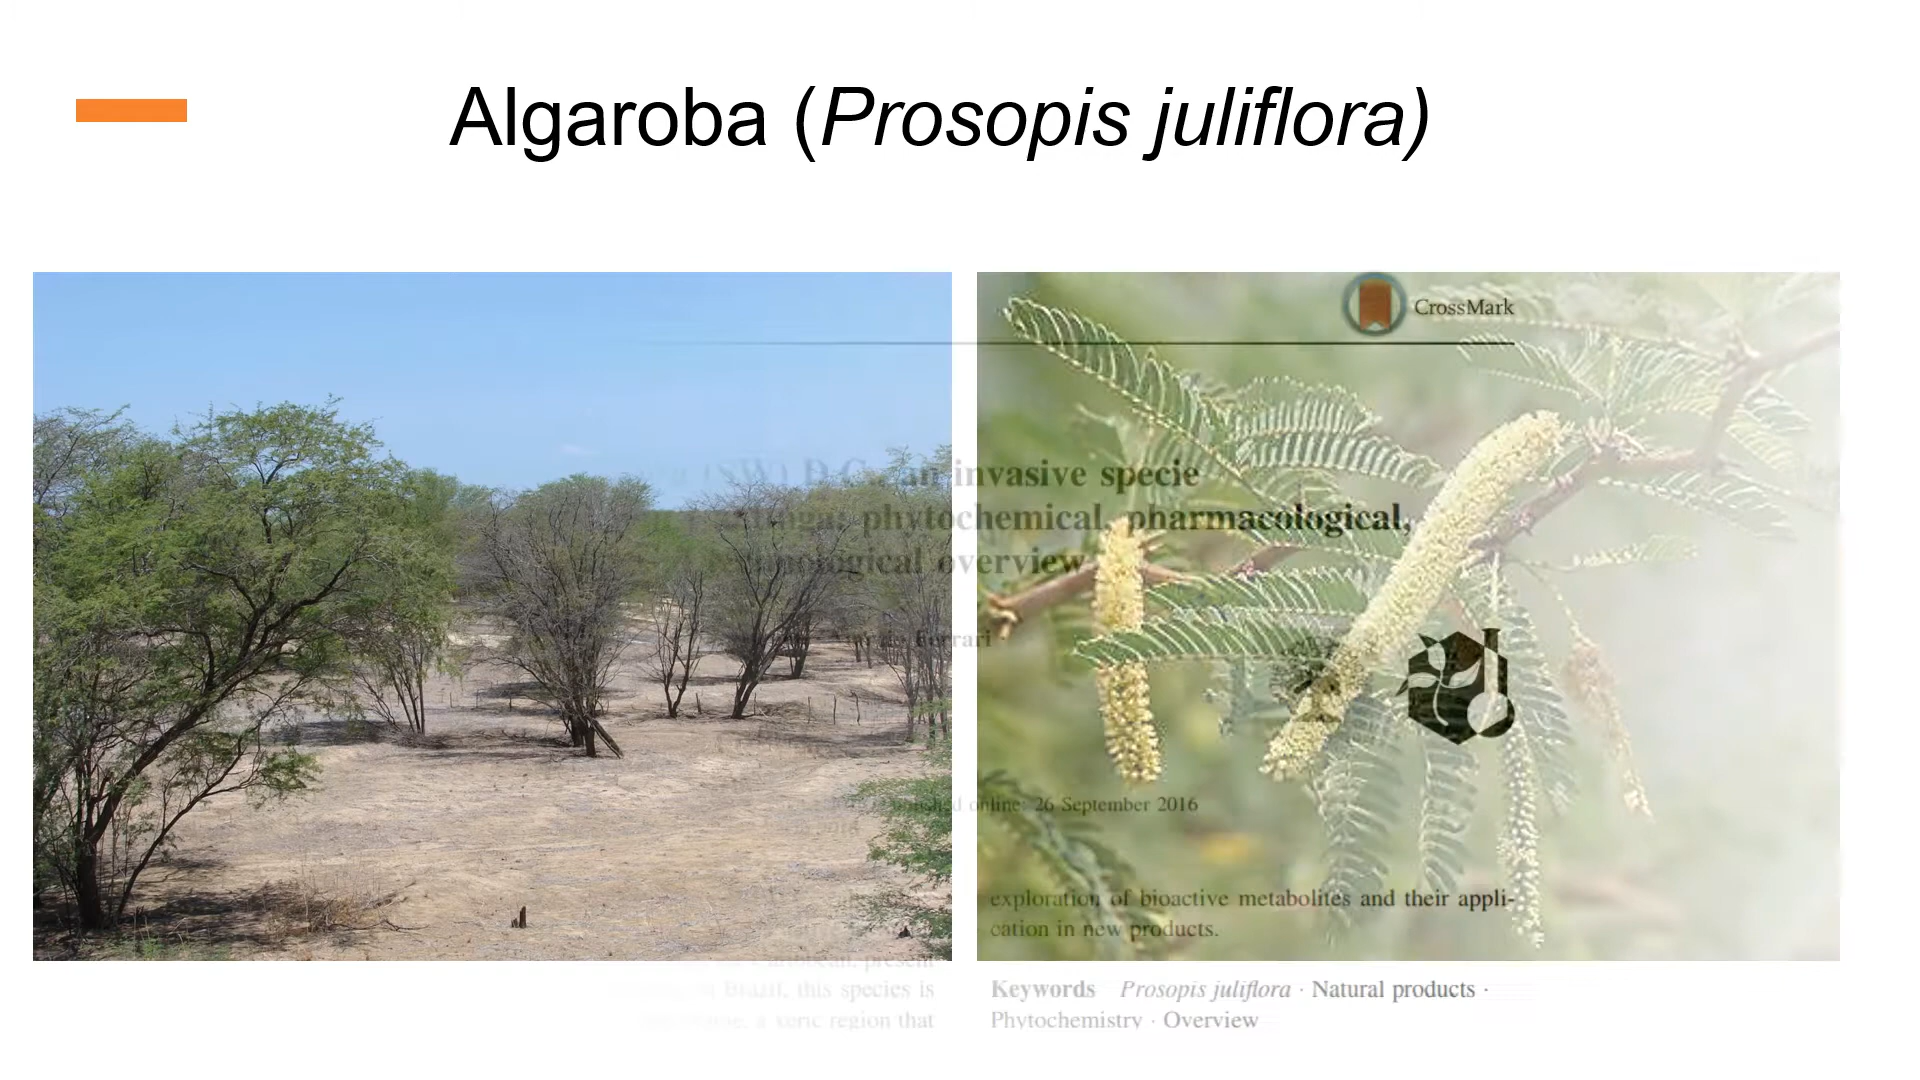 Algaroba (Prosopis juliflora)
CrossMark
(SW) D.C., an invasive specie
phytochemical, pharmacological,
overview
Ferrari
online: 26 September 2016
exploration of bioactive metabolites and their appli-
cation in new products.
present
Brazil, this species is
a xeric region that
Keywords Prosopis juliflora · Natural products ·
Phytochemistry · Overview